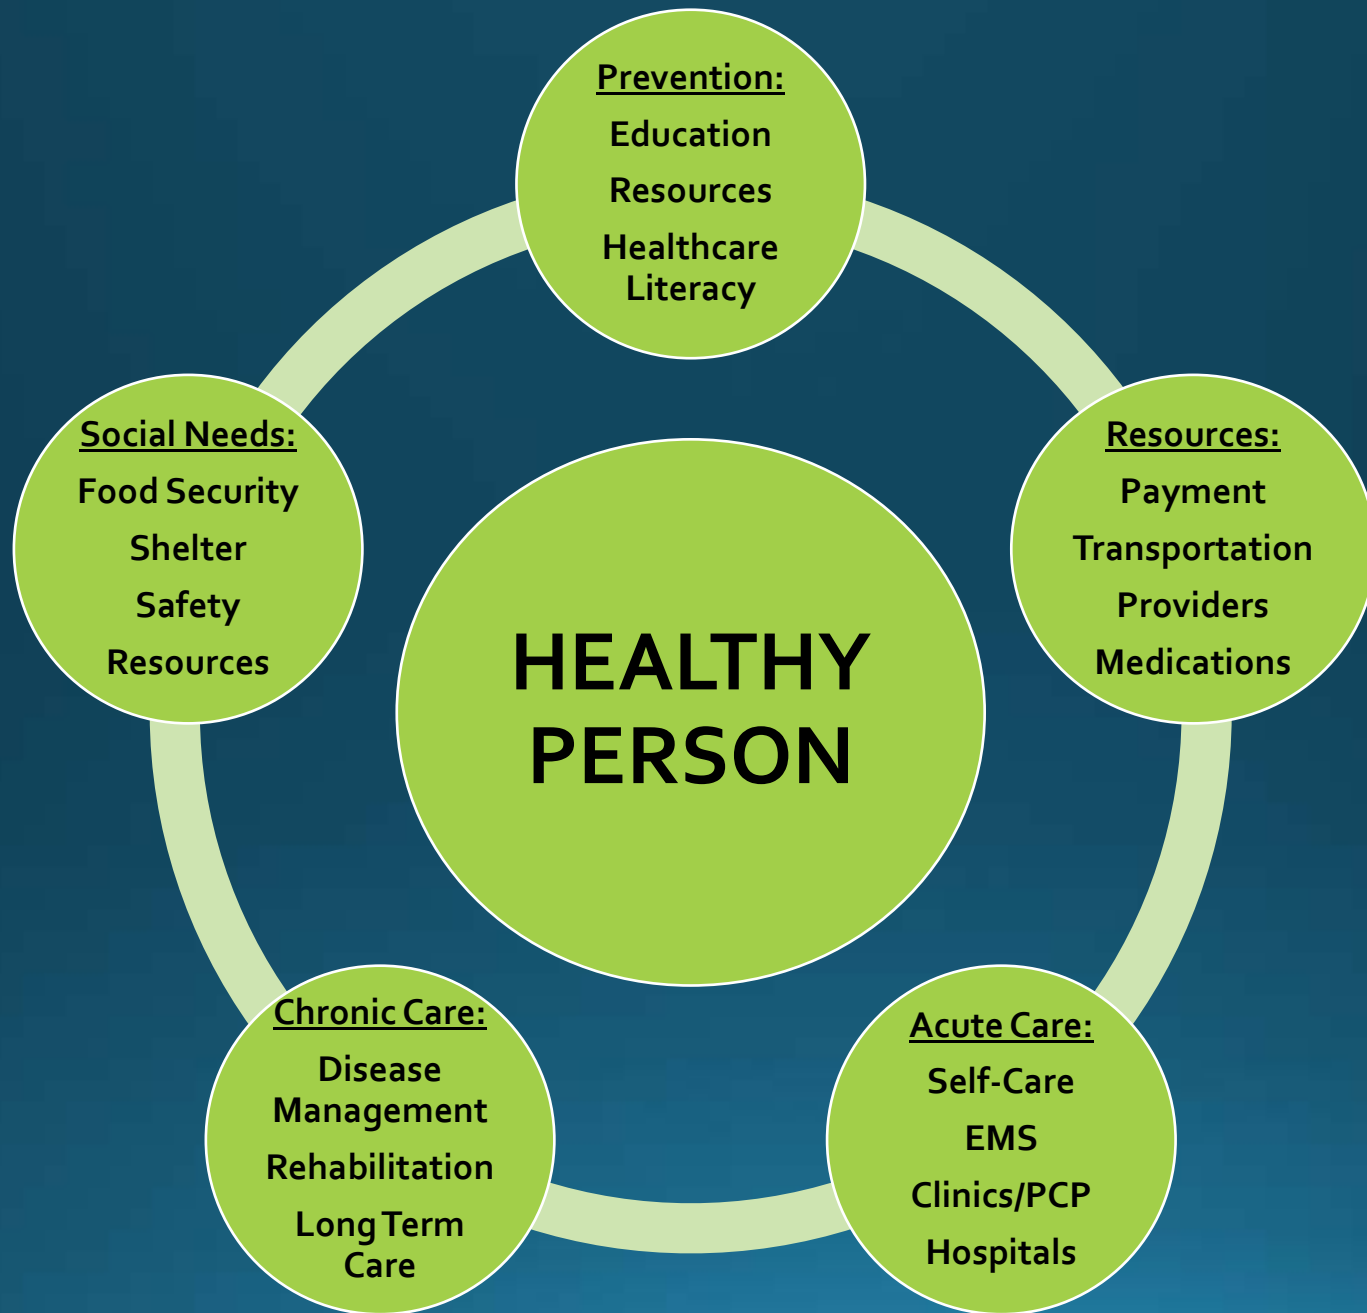 Prevention:
Education
Resources
Healthcare
Literacy
Social Needs:
Food Security
Shelter
Safety
Resources
Resources:
Payment
Transportation
Providers
Medications
HEALTHY
PERSON
Chronic Care:
Disease
Management
Rehabilitation
Long Term
Care
Acute Care:
Self-Care
EMS
Clinics/PCP
Hospitals